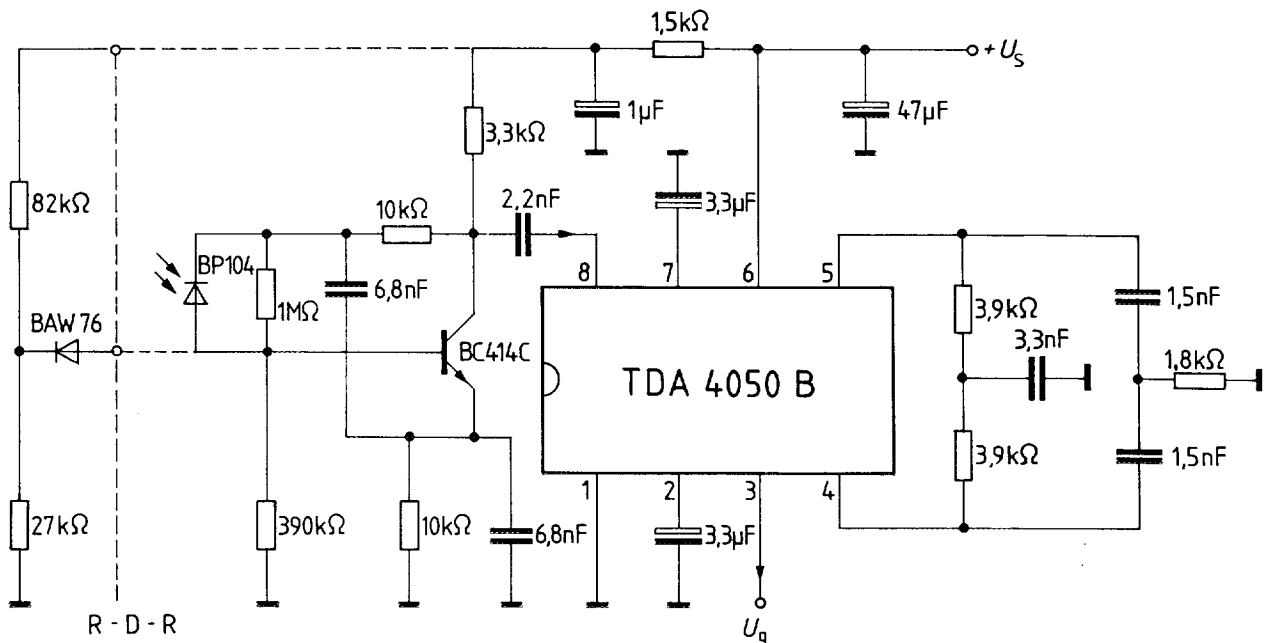 1,5kΩ
+ U_S
1µF
47µF
3,3kΩ
82kΩ
2,2nF
3,3µF
10kΩ
BP104
1MΩ
6,8nF
8
7
6
5
BAW 76
BC414C
TDA 4050 B
3,9kΩ
3,3nF
1,5nF
1,8kΩ
3,9kΩ
1,5nF
1
2
3
4
27kΩ
390kΩ
10kΩ
6,8nF
3,3µF
R - D - R
U_q